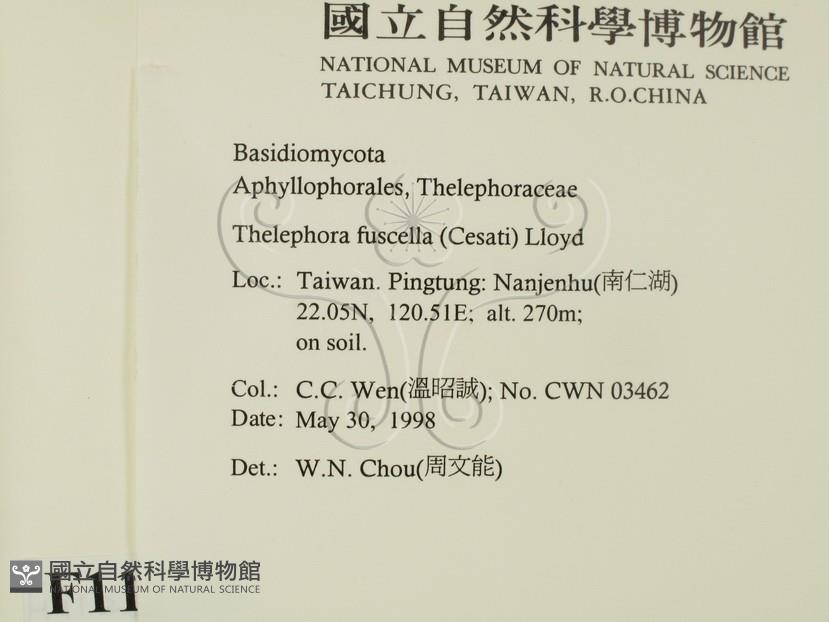 國立自然科學博物館
NATIONAL MUSEUM OF NATURAL SCIENCE
TAICHUNG, TAIWAN, R.O.CHINA
Basidiomycota
Aphyllophorales, Thelephoraceae
Thelephora fuscella (Cesati) Lloyd
Loc.: Taiwan. Pingtung: Nanjenhu(南仁湖)
22.05N, 120.51E; alt. 270m;
on soil.
Col.: C.C. Wen(溫昭誠); No. CWN 03462
Date: May 30, 1998
Det.: W.N. Chou(周文能)
國立自然科學博物館
NATIONAL MUSEUM OF NATURAL SCIENCE
F11